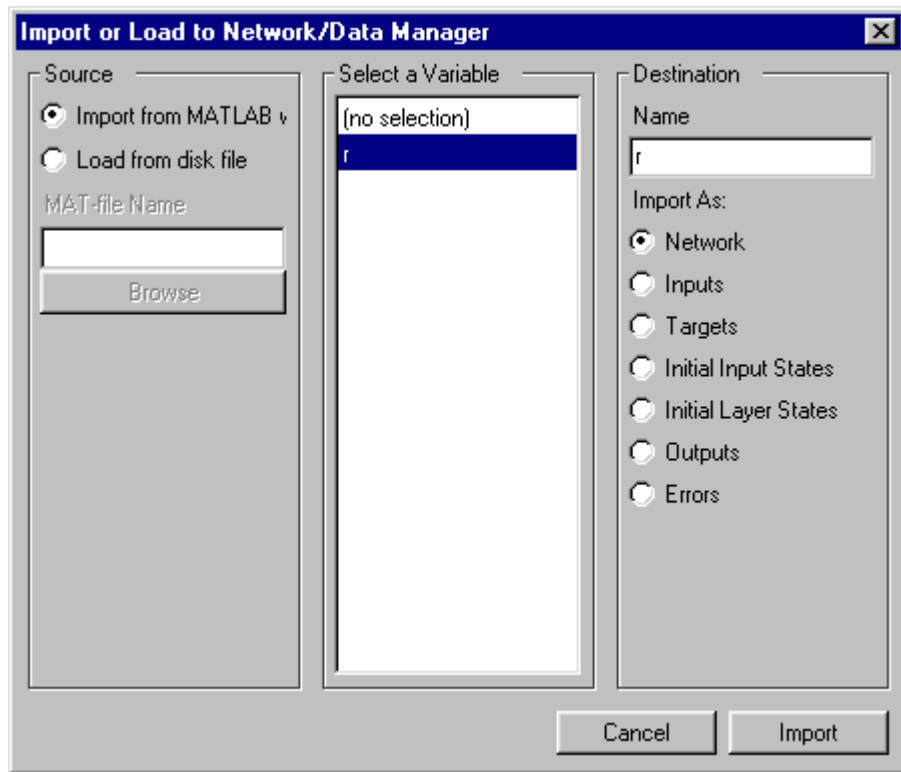 Import or Load to Network/Data Manager
Source
Import from MATLAB
Load from disk file
MAT-file Name
Browse
Select a Variable
(no selection)
r
Destination
Name
r
Import As:
Network
Inputs
Targets
Initial Input States
Initial Layer States
Outputs
Errors
Cancel
Import